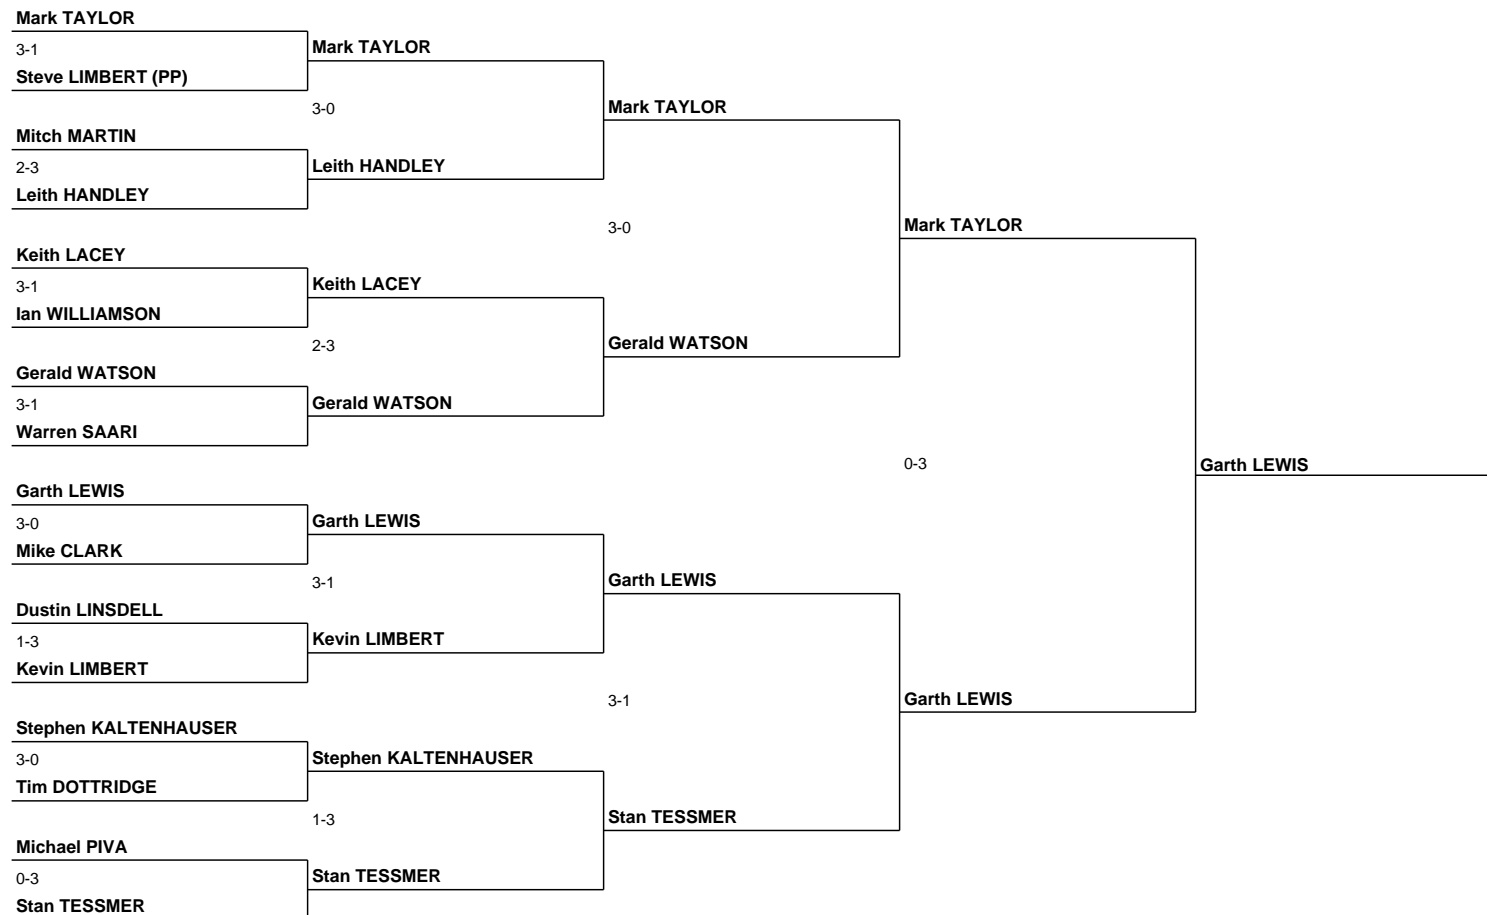 Mark TAYLOR
3-1
Steve LIMBERT (PP)
Mitch MARTIN
2-3
Leith HANDLEY
Keith LACEY
3-1
Ian WILLIAMSON
Gerald WATSON
3-1
Warren SAARI
Garth LEWIS
3-0
Mike CLARK
Dustin LINSDELL
1-3
Kevin LIMBERT
Stephen KALTENHAUSER
3-0
Tim DOTTRIDGE
Michael PIVA
0-3
Stan TESSMER
Mark TAYLOR
3-0
Leith HANDLEY
Keith LACEY
2-3
Gerald WATSON
Garth LEWIS
3-1
Kevin LIMBERT
Stephen KALTENHAUSER
1-3
Stan TESSMER
Mark TAYLOR
3-0
Gerald WATSON
Garth LEWIS
3-1
Stan TESSMER
Mark TAYLOR
0-3
Garth LEWIS
Garth LEWIS